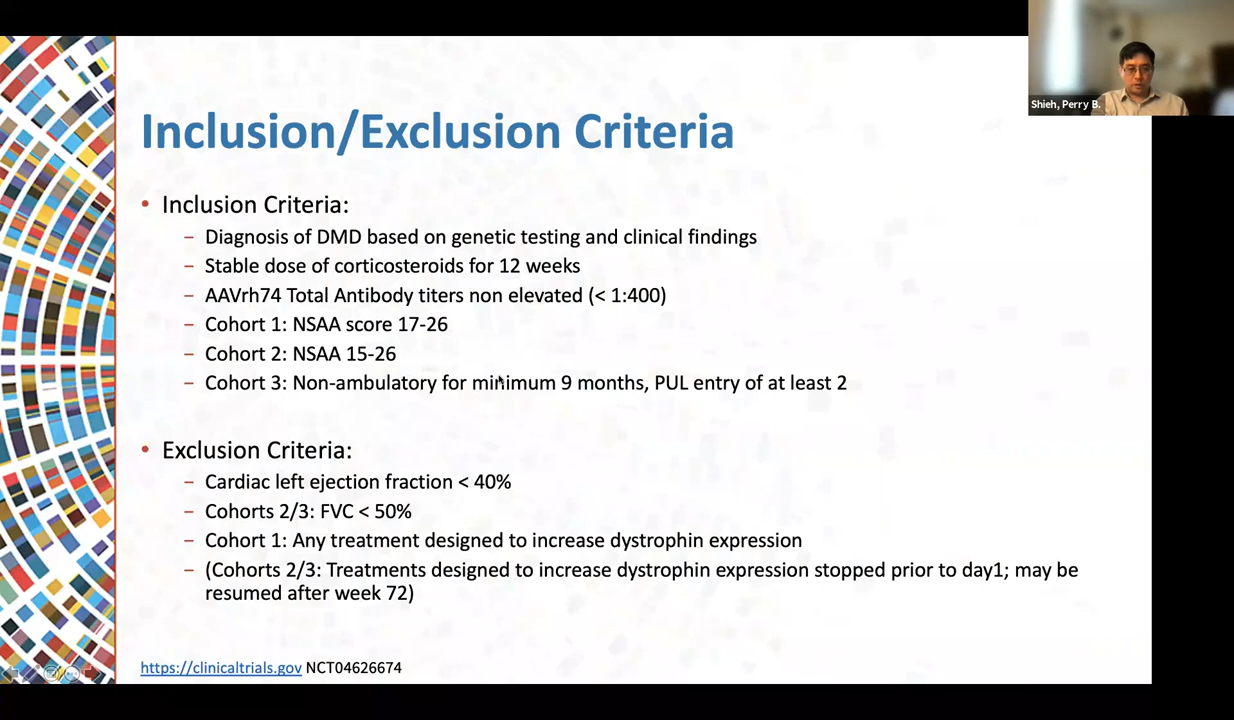 Shieh, Perry B.
Inclusion/Exclusion Criteria
• Inclusion Criteria:
– Diagnosis of DMD based on genetic testing and clinical findings
– Stable dose of corticosteroids for 12 weeks
– AAVrh74 Total Antibody titers non elevated (< 1:400)
– Cohort 1: NSAA score 17-26
– Cohort 2: NSAA 15-26
– Cohort 3: Non-ambulatory for minimum 9 months, PUL entry of at least 2
• Exclusion Criteria:
– Cardiac left ejection fraction < 40%
– Cohorts 2/3: FVC < 50%
– Cohort 1: Any treatment designed to increase dystrophin expression
– (Cohorts 2/3: Treatments designed to increase dystrophin expression stopped prior to day1; may be
resumed after week 72)
https://clinicaltrials.gov NCT04626674